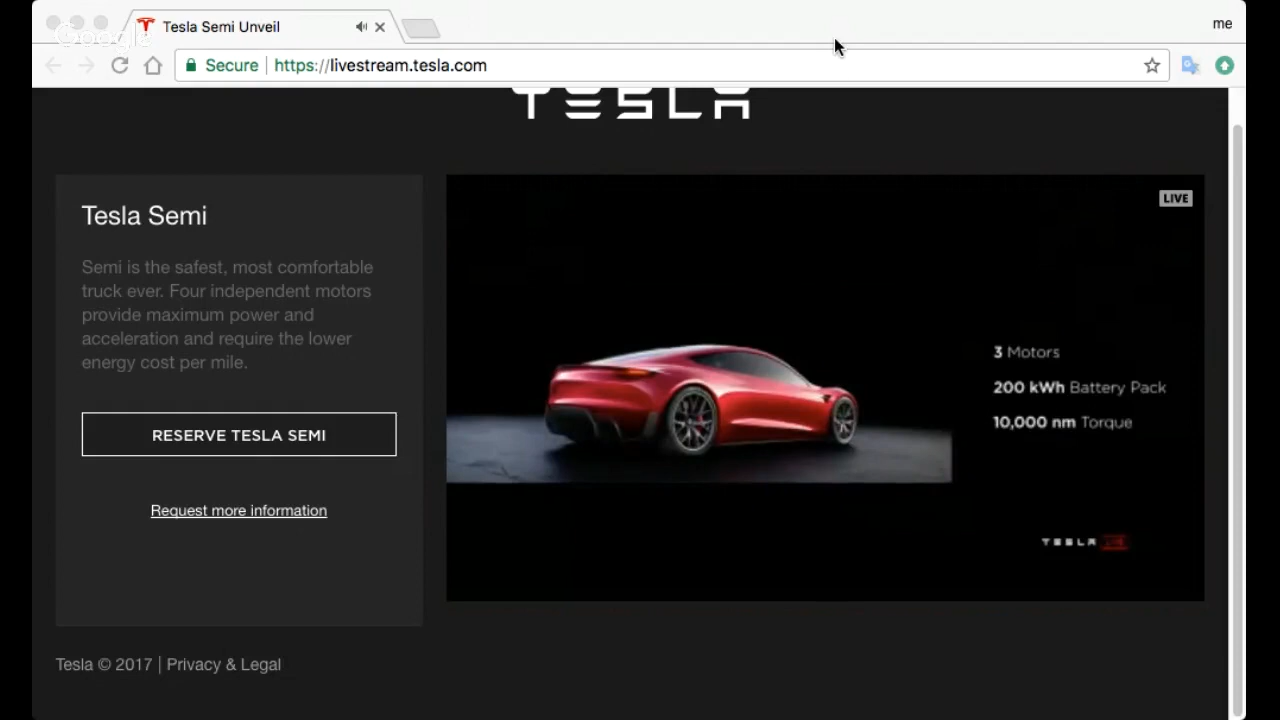 Tesla Semi Unveil
me
Google
Secure
https://livestream.tesla.com
TESLA
Tesla Semi
Semi is the safest, most comfortable
truck ever. Four independent motors
provide maximum power and
acceleration and require the lower
energy cost per mile.
RESERVE TESLA SEMI
Request more information
LIVE
3 Motors
200 kWh Battery Pack
10,000 nm Torque
TESLA
Tesla © 2017 | Privacy & Legal